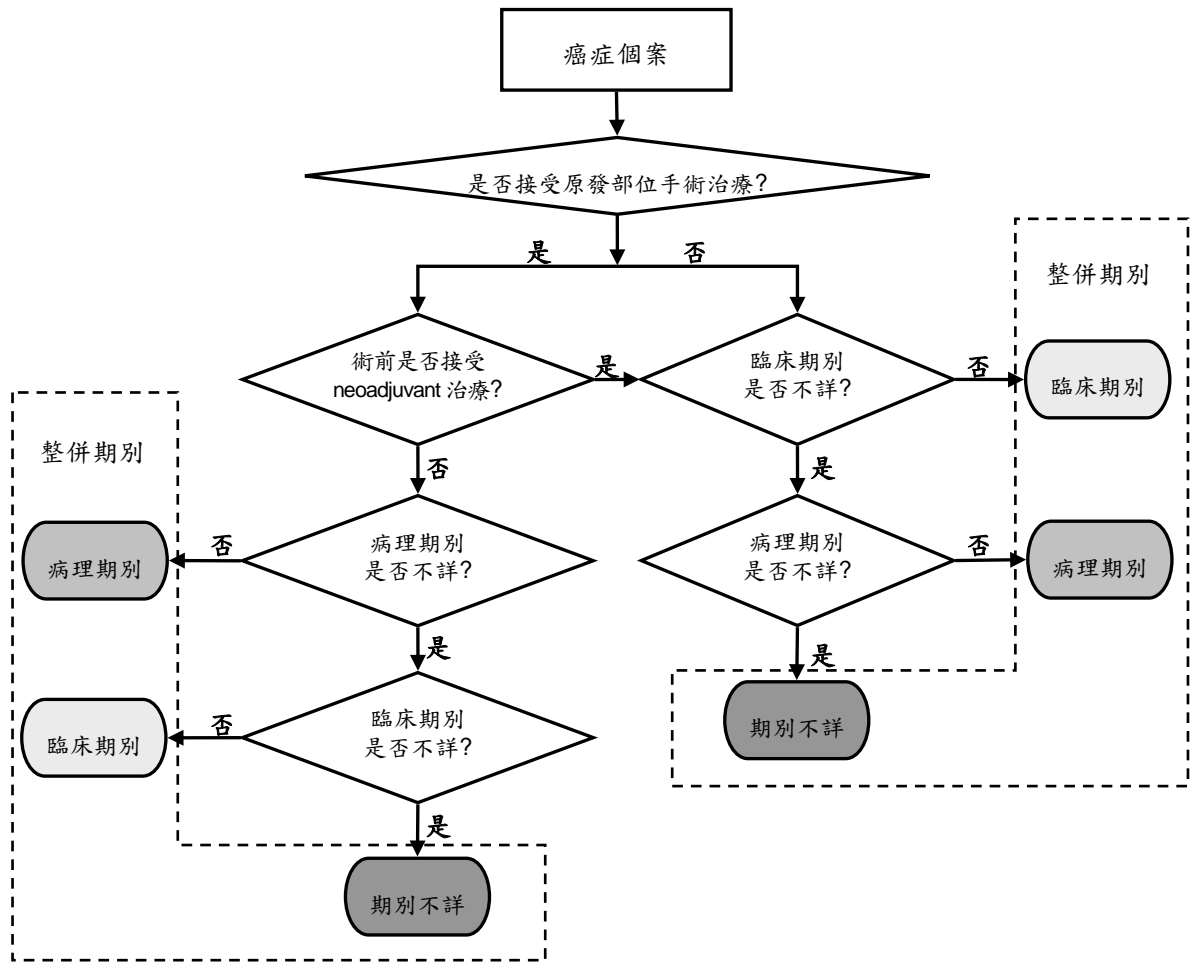 癌症個案
是否接受原發部位手術治療?
是
否
整併期別
術前是否接受
neoadjuvant 治療?
是
臨床期別
是否不詳?
否
臨床期別
整併期別
否
是
病理期別
否
病理期別
是否不詳?
病理期別
是否不詳?
否
病理期別
是
是
臨床期別
否
臨床期別
是否不詳?
期別不詳
是
期別不詳